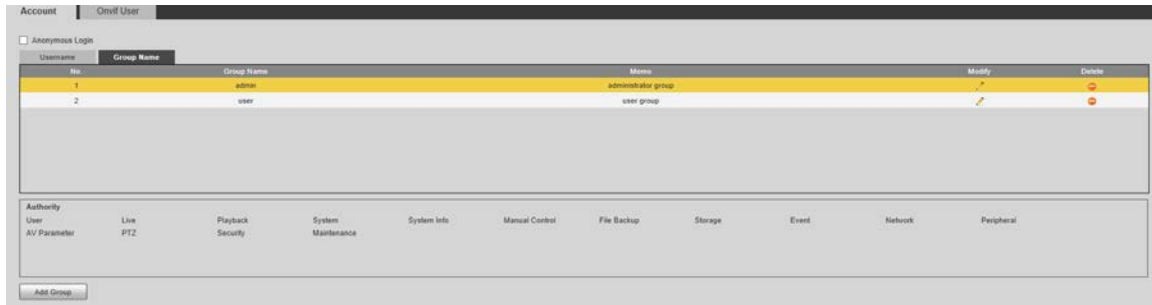 Account Onvif User
Anonymous Login
Username Group Name
No. Group Name Memo Modify Delete
1 admin administrator group
2 user user group
Authority
User Live Playback System System Info Manual Control File Backup Storage Event Network Peripheral
AV Parameter PTZ Security Maintenance
Add Group